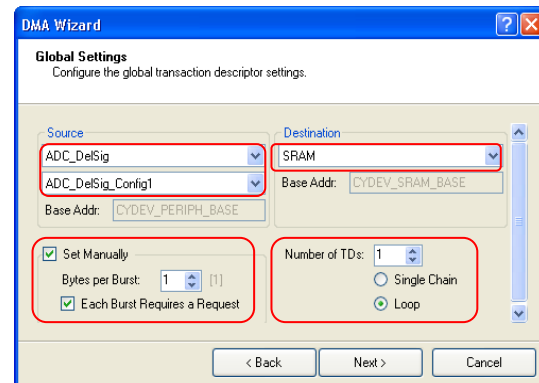 DMA Wizard
Global Settings
Configure the global transaction descriptor settings.
Source
ADC_DelSig
ADC_DelSig_Config1
Base Addr: CYDEV_PERIPH_BASE
Destination
SRAM
Base Addr: CYDEV_SRAM_BASE
Set Manually
Bytes per Burst: 1 [1]
Each Burst Requires a Request
Number of TDs: 1
Single Chain
Loop
< Back Next > Cancel